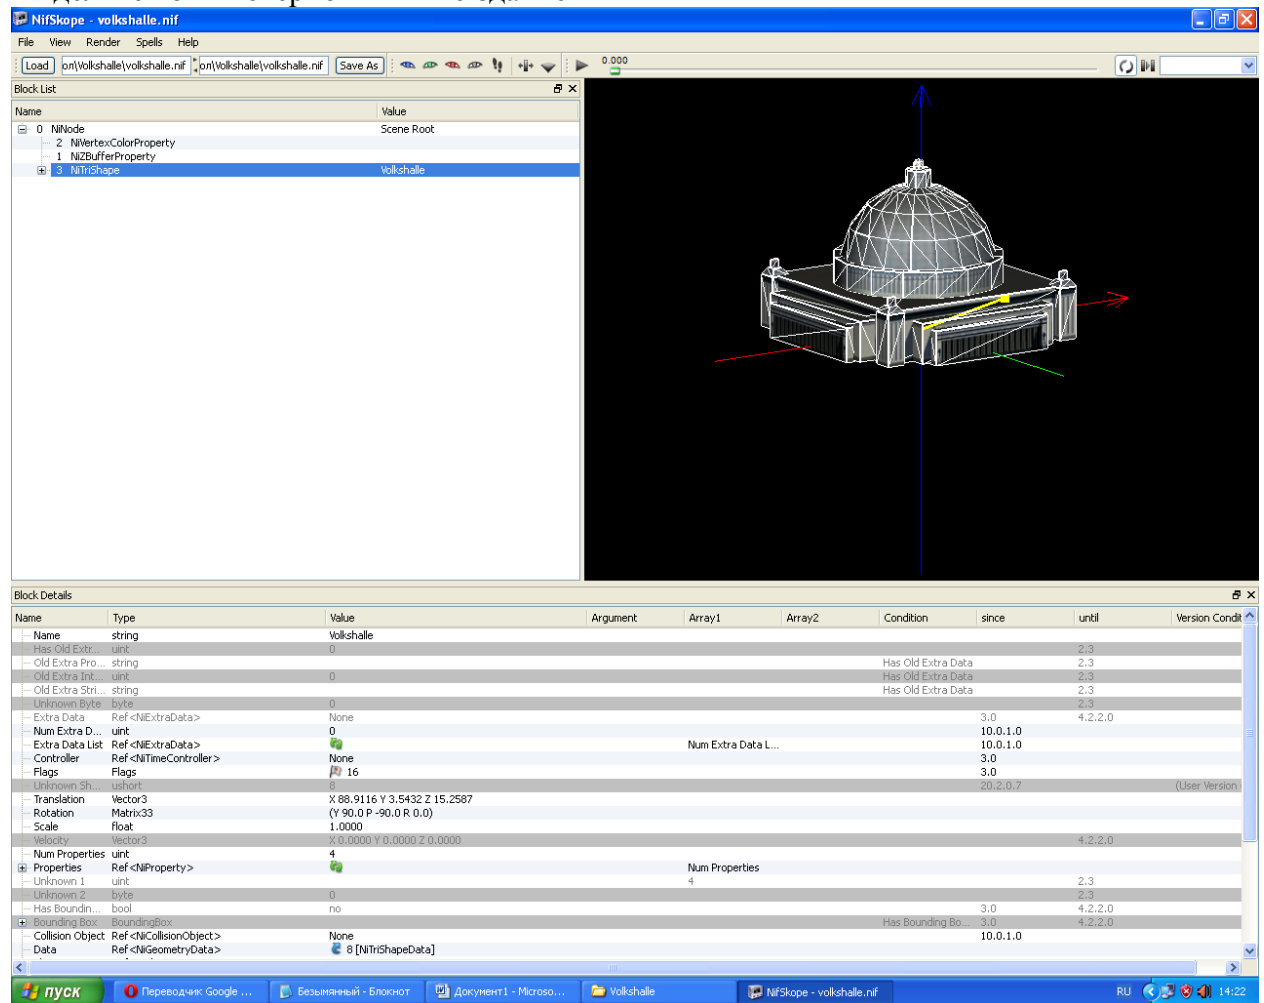 NifSkope - volkshalle.nif
File View Render Spells Help
Load ол\Volkshalle\volkshalle.nif ол\Volkshalle\volkshalle.nif Save As 0.000
Block List
Name Value
0 NiNode Scene Root
2 NiVertexColorProperty
1 NiZBufferProperty
3 NiTriShape Volkshalle
Block Details
Name Type Value Argument Array1 Array2 Condition since until Version Condit
Name string Volkshalle
Has Old Extr... uint 0 2.3
Old Extra Pro... string Has Old Extra Data 2.3
Old Extra Int... uint 0 Has Old Extra Data 2.3
Old Extra Stri... string Has Old Extra Data 2.3
Unknown Byte byte 0 2.3
Extra Data Ref<NiExtraData> None 3.0 4.2.2.0
Num Extra D... uint 0 10.0.1.0
Extra Data List Ref<NiExtraData> Num Extra Data L... 10.0.1.0
Controller Ref<NiTimeController> None 3.0
Flags Flags 16 3.0
Unknown Sh... ushort 8 20.2.0.7 (User Version
Translation Vector3 X 88.9116 Y 3.5432 Z 15.2587
Rotation Matrix33 (Y 90.0 P -90.0 R 0.0)
Scale float 1.0000
Velocity Vector3 X 0.0000 Y 0.0000 Z 0.0000 4.2.2.0
Num Properties uint 4
Properties Ref<NiProperty> Num Properties
Unknown 1 uint 4 2.3
Unknown 2 byte 0 2.3
Has Boundin... bool no 3.0 4.2.2.0
Bounding Box BoundingBox Has Bounding Bo... 3.0 4.2.2.0
Collision Object Ref<NiCollisionObject> None 10.0.1.0
Data Ref<NiGeometryData> 8 [NiTriShapeData]
пуск Переводчик Google ... Безымянный - Блокнот Документ1 - Microso... Volkshalle NifSkope - volkshalle.nif RU 14:22